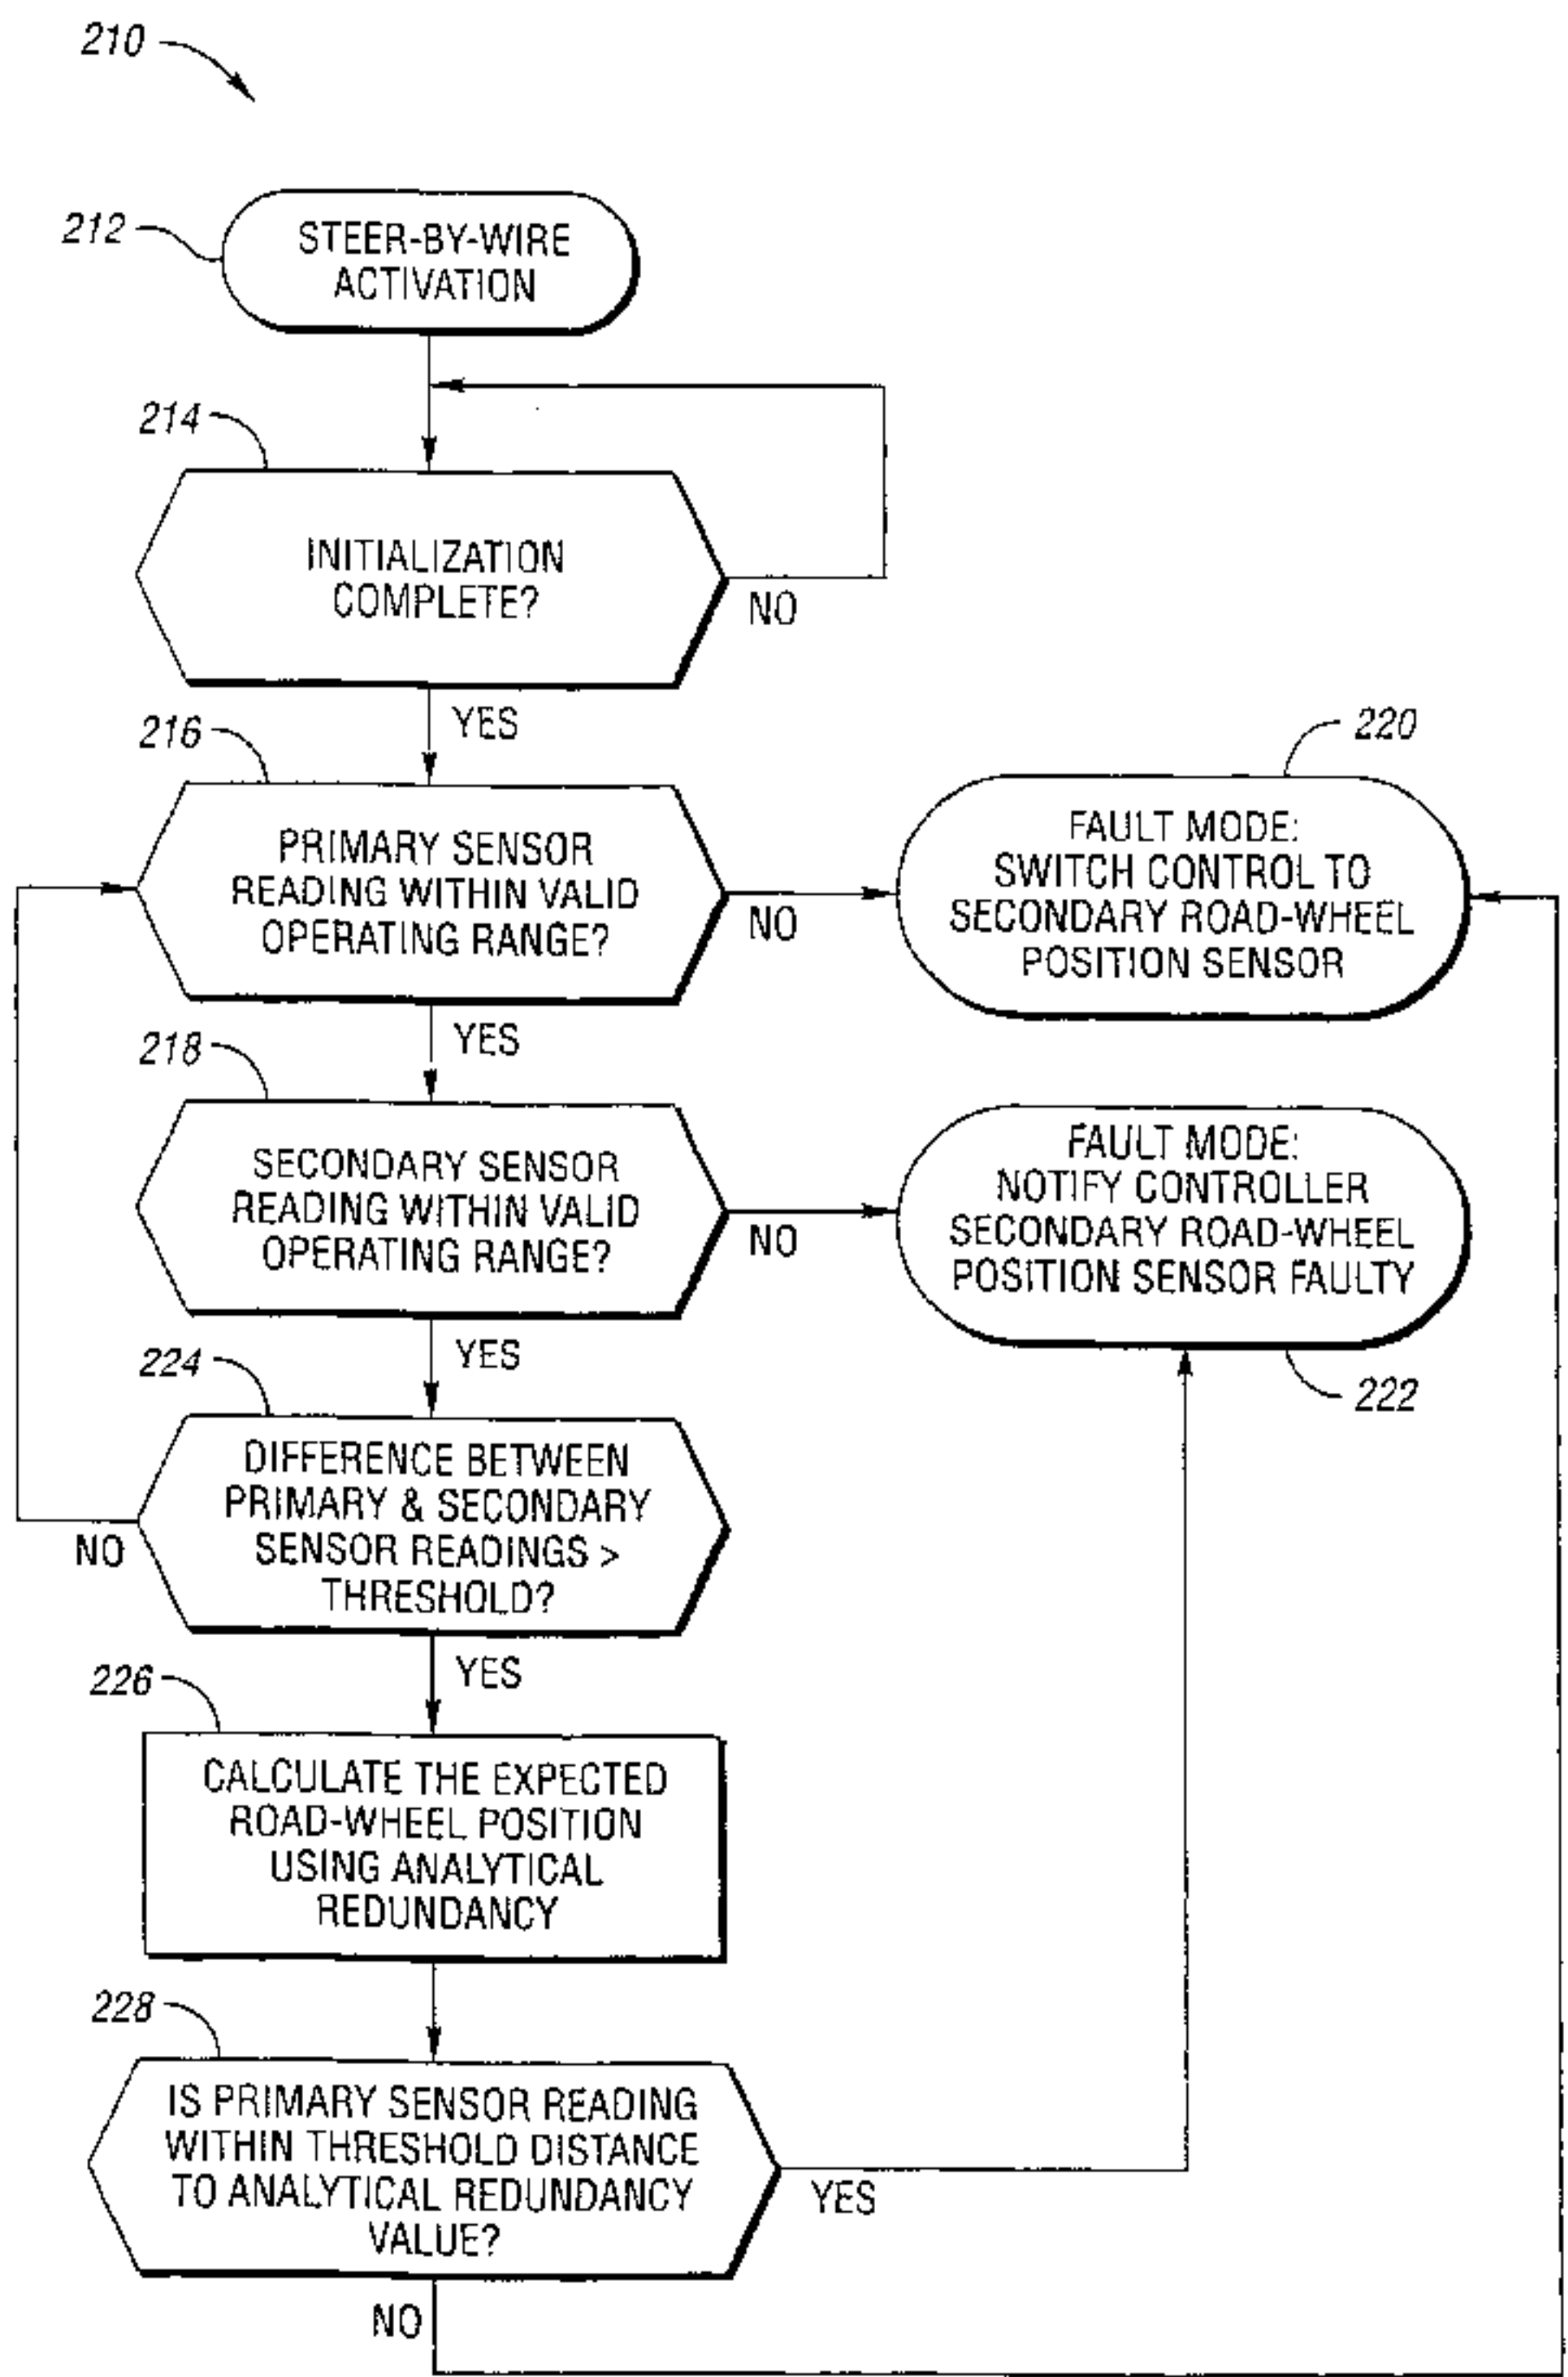 210
212
STEER-BY-WIRE
ACTIVATION
214
INITIALIZATION
COMPLETE?
NO
YES
216
PRIMARY SENSOR
READING WITHIN VALID
OPERATING RANGE?
NO
220
FAULT MODE:
SWITCH CONTROL TO
SECONDARY ROAD-WHEEL
POSITION SENSOR
YES
218
SECONDARY SENSOR
READING WITHIN VALID
OPERATING RANGE?
NO
FAULT MODE:
NOTIFY CONTROLLER
SECONDARY ROAD-WHEEL
POSITION SENSOR FAULTY
222
YES
224
DIFFERENCE BETWEEN
PRIMARY & SECONDARY
SENSOR READINGS >
THRESHOLD?
NO
YES
226
CALCULATE THE EXPECTED
ROAD-WHEEL POSITION
USING ANALYTICAL
REDUNDANCY
228
IS PRIMARY SENSOR READING
WITHIN THRESHOLD DISTANCE
TO ANALYTICAL REDUNDANCY
VALUE?
YES
NO